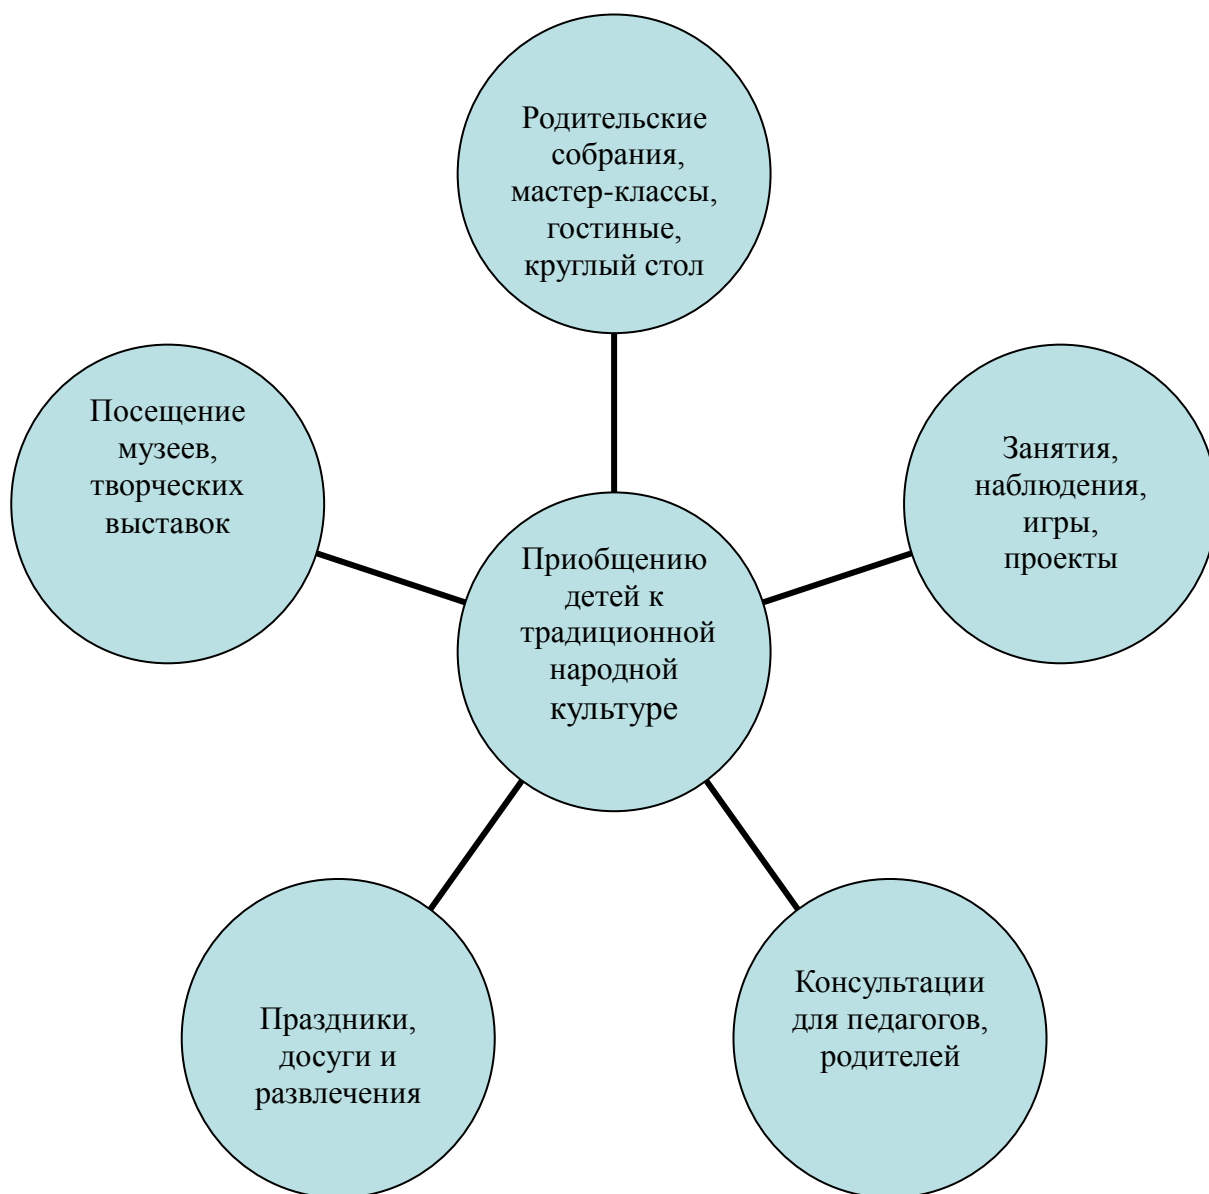 Родительские
собрания,
мастер-классы,
гостиные,
круглый стол
Посещение
музеев,
творческих
выставок
Занятия,
наблюдения,
игры,
проекты
Приобщению
детей к
традиционной
народной
культуре
Праздники,
досуги и
развлечения
Консультации
для педагогов,
родителей